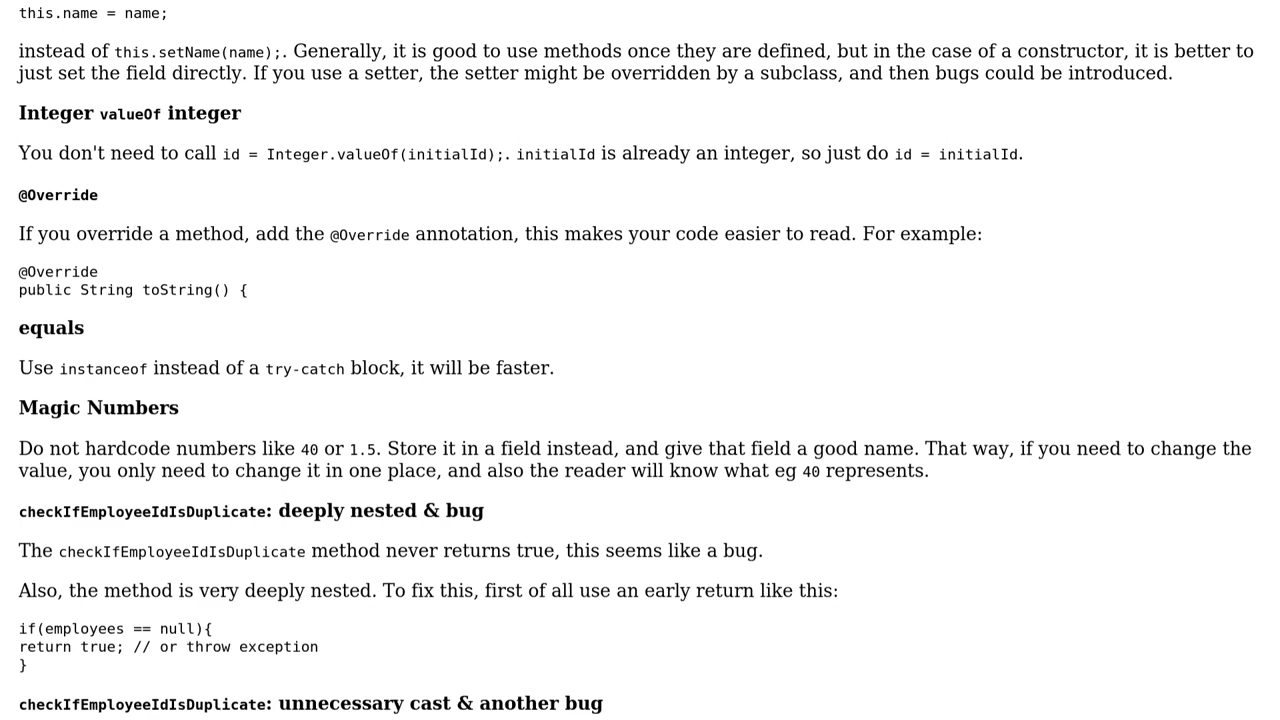 this.name = name;
instead of this.setName(name);. Generally, it is good to use methods once they are defined, but in the case of a constructor, it is better to
just set the field directly. If you use a setter, the setter might be overridden by a subclass, and then bugs could be introduced.
Integer valueOf integer
You don't need to call id = Integer.valueOf(initialId);. initialId is already an integer, so just do id = initialId.
@Override
If you override a method, add the @Override annotation, this makes your code easier to read. For example:
@Override
public String toString() {
equals
Use instanceof instead of a try-catch block, it will be faster.
Magic Numbers
Do not hardcode numbers like 40 or 1.5. Store it in a field instead, and give that field a good name. That way, if you need to change the
value, you only need to change it in one place, and also the reader will know what eg 40 represents.
checkIfEmployeeIdIsDuplicate: deeply nested & bug
The checkIfEmployeeIdIsDuplicate method never returns true, this seems like a bug.
Also, the method is very deeply nested. To fix this, first of all use an early return like this:
if(employees == null){
return true; // or throw exception
}
checkIfEmployeeIdIsDuplicate: unnecessary cast & another bug